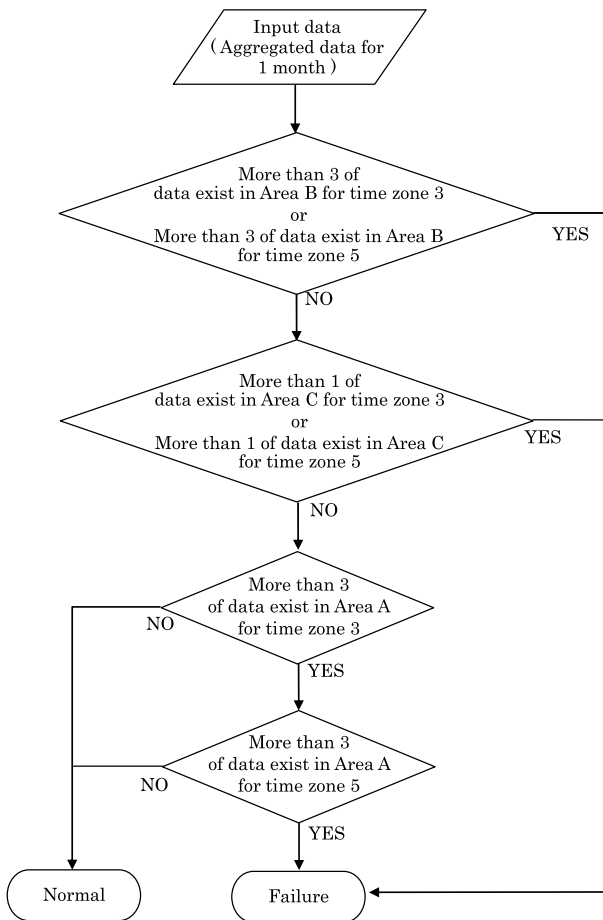 Input data
( Aggregated data for
1 month )
More than 3 of
data exist in Area B for time zone 3
or
More than 3 of data exist in Area B
for time zone 5
YES
NO
More than 1 of
data exist in Area C for time zone 3
or
More than 1 of data exist in Area C
for time zone 5
YES
NO
More than 3
of data exist in Area A
for time zone 3
NO
YES
More than 3
of data exist in Area A
for time zone 5
NO
YES
Normal
Failure